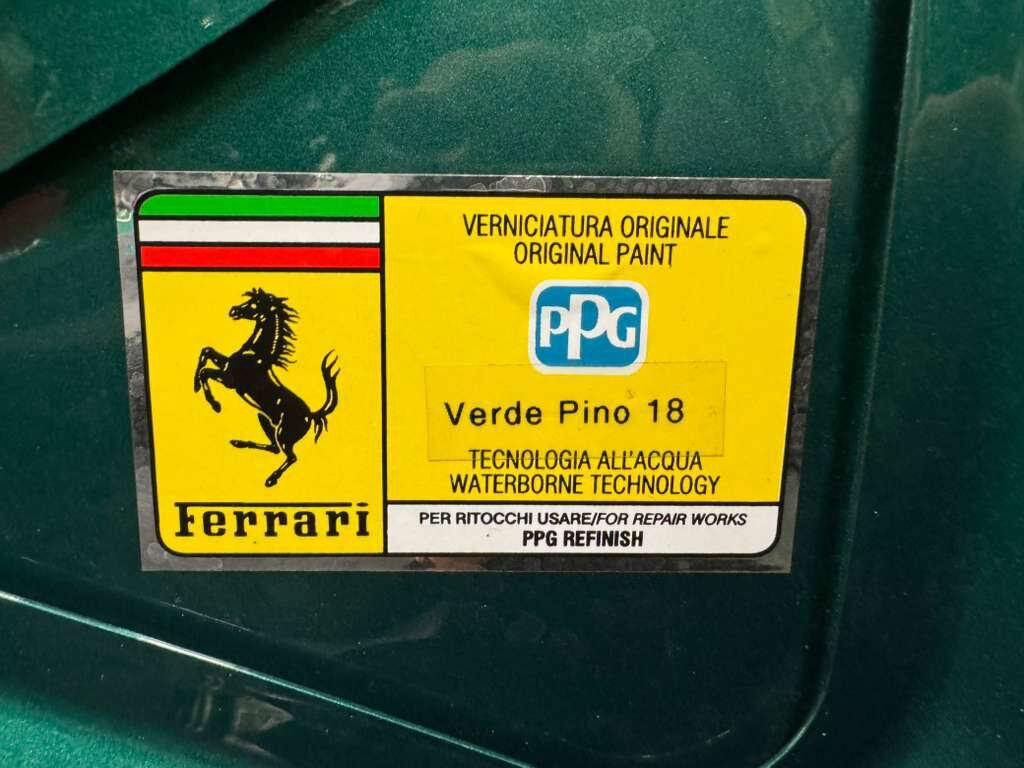 Ferrari
VERNICIATURA ORIGINALE
ORIGINAL PAINT
PPG
Verde Pino 18
TECNOLOGIA ALL'ACQUA
WATERBORNE TECHNOLOGY
PER RITOCCHI USARE/FOR REPAIR WORKS
PPG REFINISH